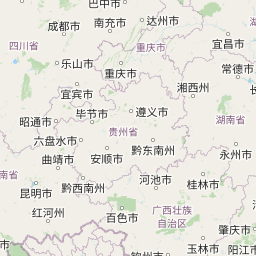 巴中市
达州市
南充市
成都市
四川省
重庆市
宜昌市
乐山市
重庆市
常德市
宜宾市
湘西州
昭通市
毕节市
遵义市
湖南省
贵州省
六盘水市
黔东南州
曲靖市
安顺市
永州市
南省
黔西南州
河池市
桂林市
昆明市
红河州
百色市
广西壮族
自治区
肇庆市
钦州市
玉林市
阳江市